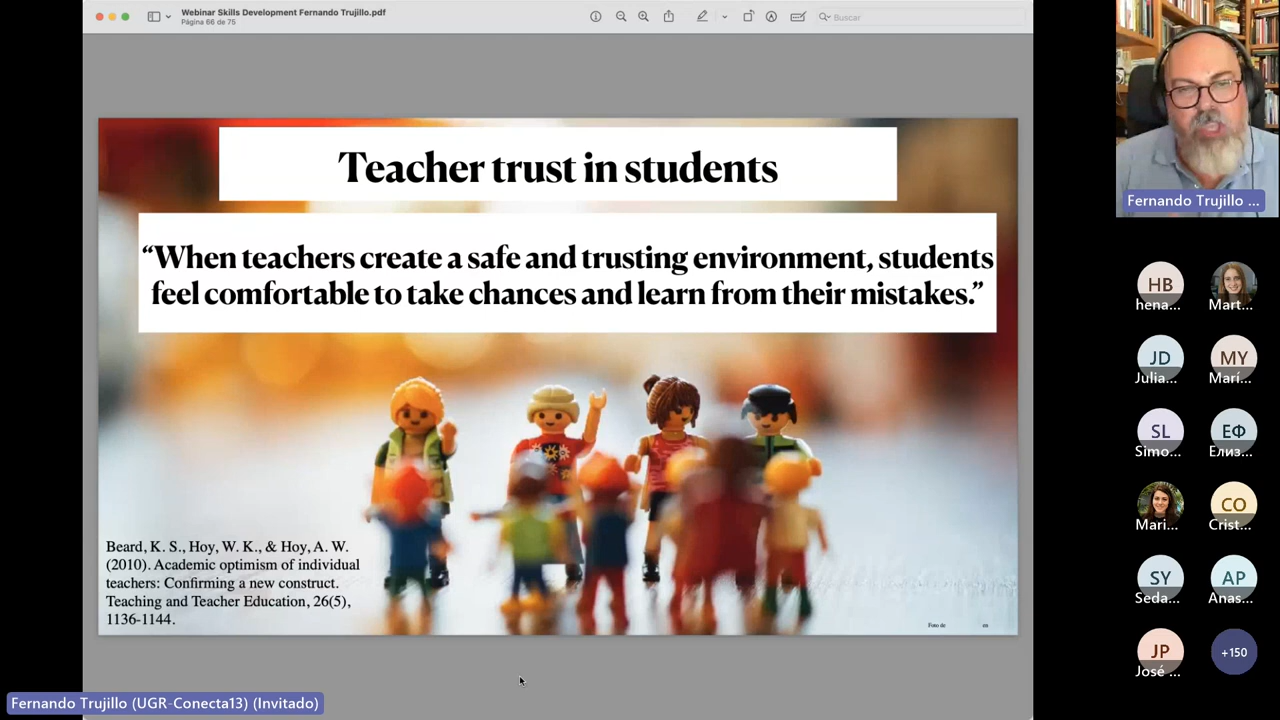 Webinar Skills Development Fernando Trujillo.pdf
Página 66 de 75
Buscar
Teacher trust in students
“When teachers create a safe and trusting environment, students
feel comfortable to take chances and learn from their mistakes.”
Beard, K. S., Hoy, W. K., & Hoy, A. W.
(2010). Academic optimism of individual
teachers: Confirming a new construct.
Teaching and Teacher Education, 26(5),
1136-1144.
Foto de en
Fernando Trujillo (UGR-Conecta13) (Invitado)
Fernando Trujillo ...
HB
hena...
Mart...
JD
Julia...
MY
Marí...
SL
Simo...
ЕФ
Елиз...
Mari...
CO
Crist...
SY
Seda...
AP
Anas...
JP
José ...
+150